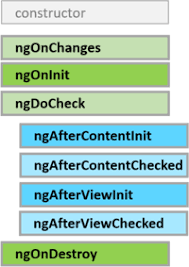 constructor
ngOnChanges
ngOnInit
ngDoCheck
ngAfterContentInit
ngAfterContentChecked
ngAfterViewInit
ngAfterViewChecked
ngOnDestroy